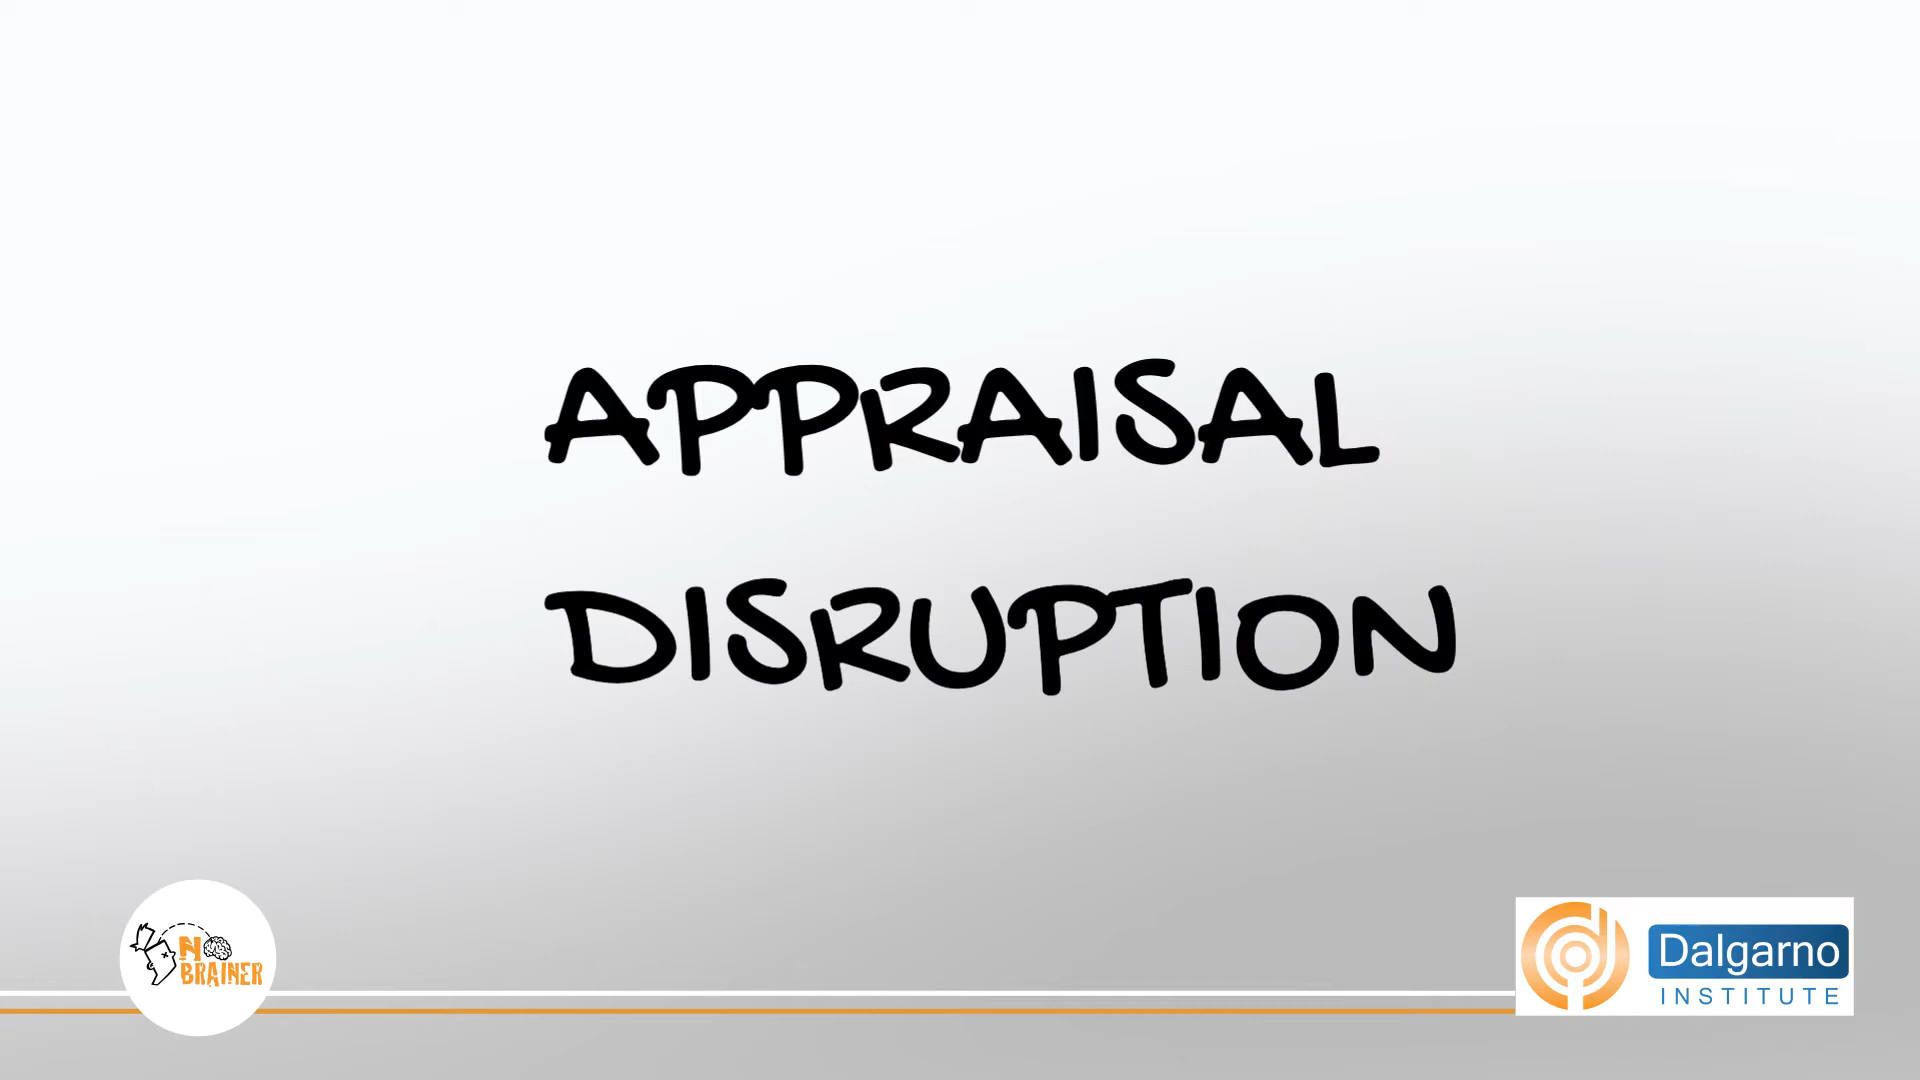 APPRAISAL
DISRUPTION
NO
BRAINER
Dalgarno
INSTITUTE